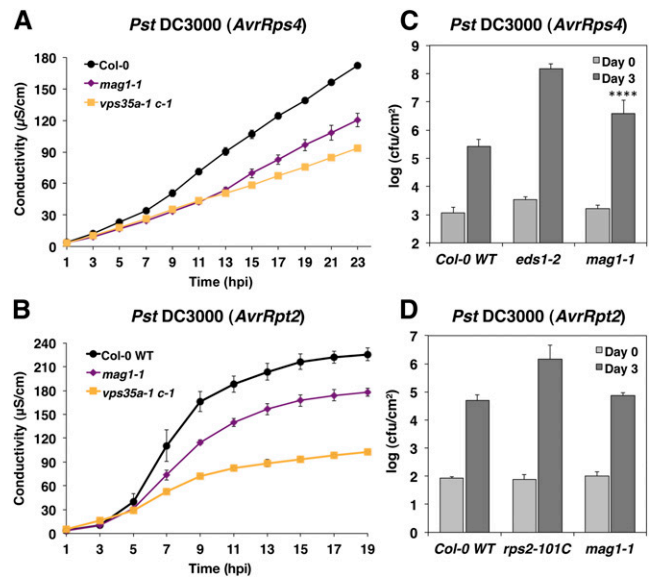 A
Pst DC3000 (AvrRps4)
Conductivity (µS/cm)
180
150
120
90
60
30
0
Col-0
mag1-1
vps35a-1 c-1
1 3 5 7 9 11 13 15 17 19 21 23
Time (hpi)
C
Pst DC3000 (AvrRps4)
log (cfu/cm²)
9
8
7
6
5
4
3
2
Day 0
Day 3
****
Col-0 WT eds1-2 mag1-1
B
Pst DC3000 (AvrRpt2)
Conductivity (µS/cm)
240
210
180
150
120
90
60
30
0
Col-0 WT
mag1-1
vps35a-1 c-1
1 3 5 7 9 11 13 15 17 19
Time (hpi)
D
Pst DC3000 (AvrRpt2)
log (cfu/cm²)
7
6
5
4
3
2
1
0
Day 0
Day 3
Col-0 WT rps2-101C mag1-1